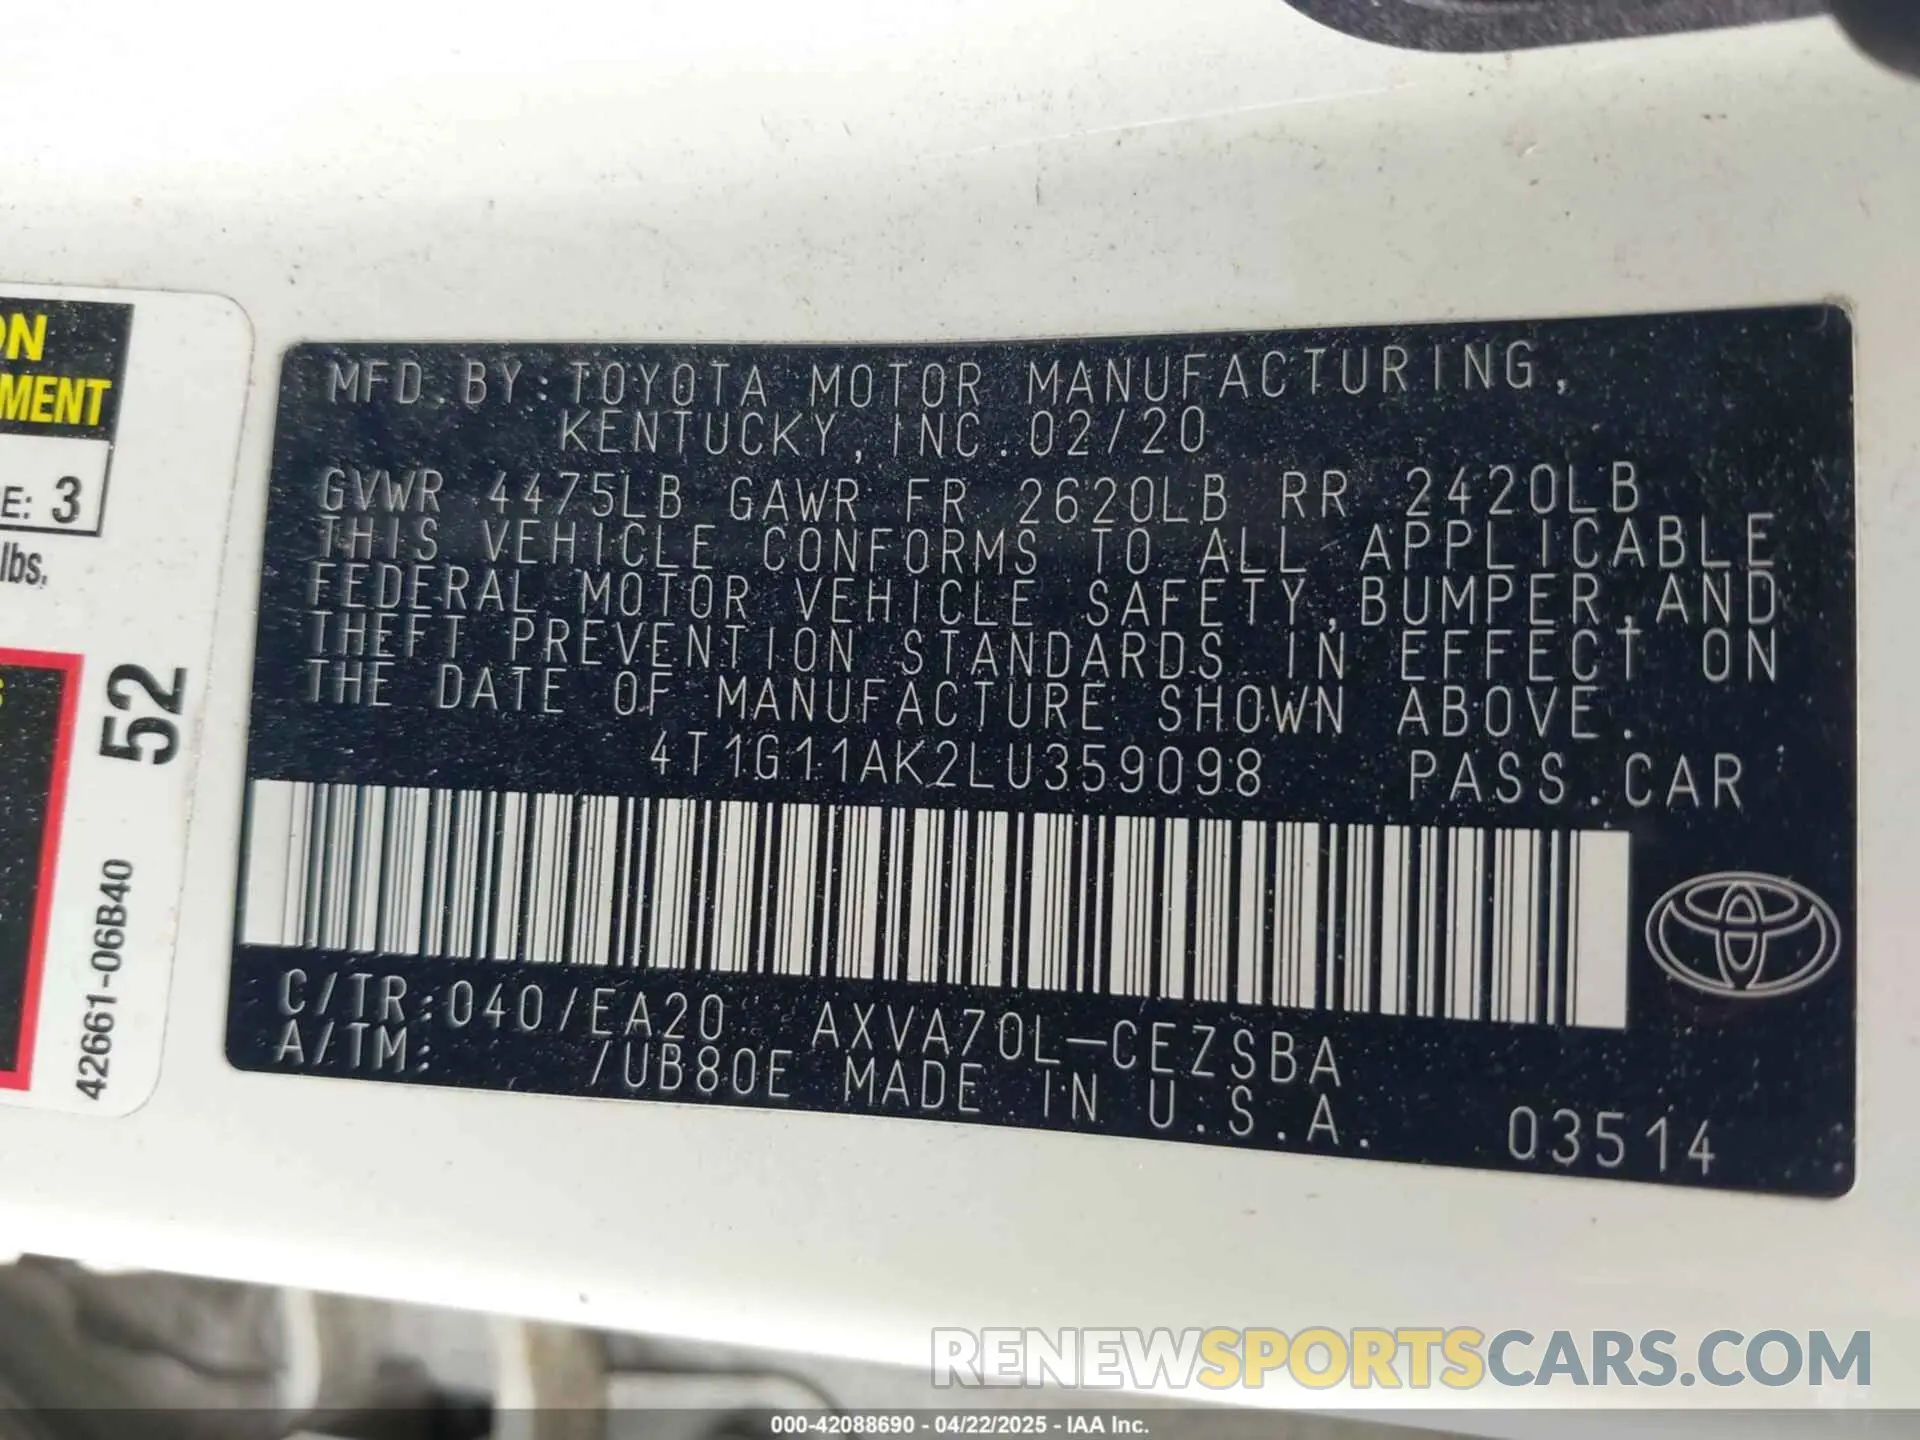 ON
MENT
E: 3
lbs.
S
52
42661-06B40
MFD.BY:TOYOTA MOTOR MANUFACTURING,
KENTUCKY,INC.02/20
GVWR 4475LB GAWR FR 2620LB RR 2420LB
THIS VEHICLE CONFORMS TO ALL APPLICABLE
FEDERAL MOTOR VEHICLE SAFETY,BUMPER,AND
THEFT PREVENTION STANDARDS IN EFFECT ON
THE DATE OF MANUFACTURE SHOWN ABOVE.
4T1G11AK2LU359098 PASS.CAR
C/TR:040/EA20 AXVA70L-CEZSBA
A/TM: /UB80E MADE IN U.S.A.
03514
RENEWSPORTSCARS.COM
000-42088690 - 04/22/2025 - IAA Inc.